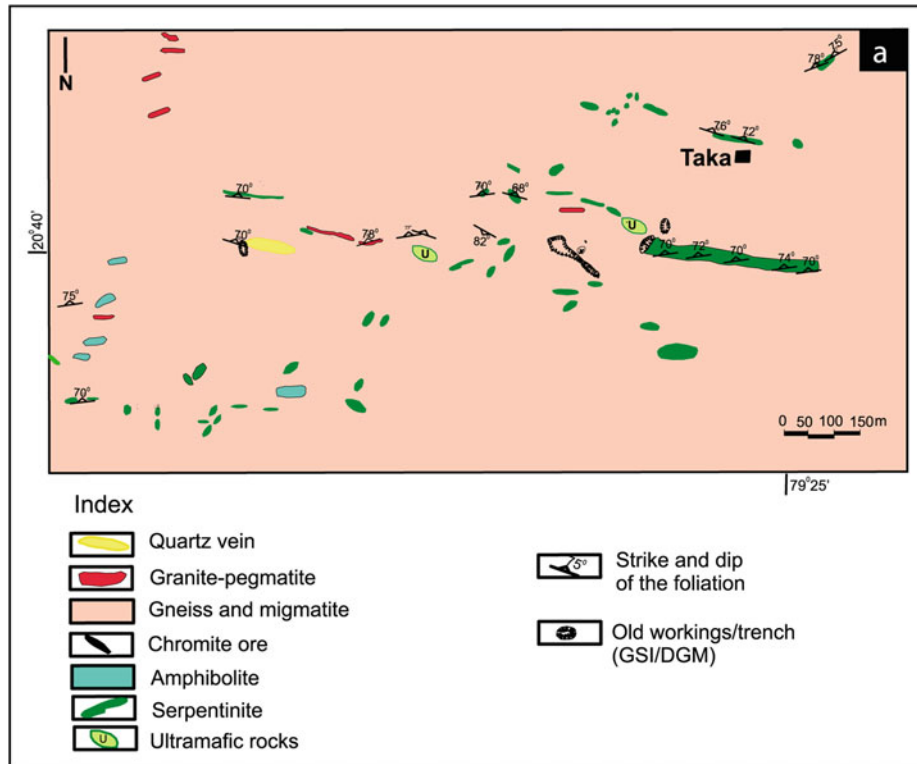 a
N
75°
78°
76°
72°
Taka
70°
70°
68°
20°40'
70°
78°
U
82°
U
70°
72°
70°
74°
70°
75°
70°
0 50 100 150m
79°25'
Index
Quartz vein
Granite-pegmatite
Gneiss and migmatite
Chromite ore
Amphibolite
Serpentinite
U
Ultramafic rocks
5°
Strike and dip
of the foliation
Old workings/trench
(GSI/DGM)